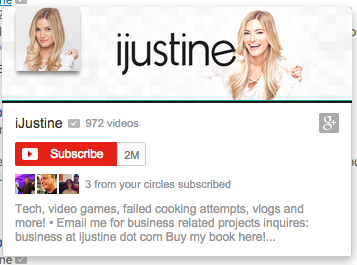 ijustine
iJustine 972 videos
g+
Subscribe 2M
3 from your circles subscribed
Tech, video games, failed cooking attempts, vlogs and
more! • Email me for business related projects inquires:
business at ijustine dot com Buy my book here!...